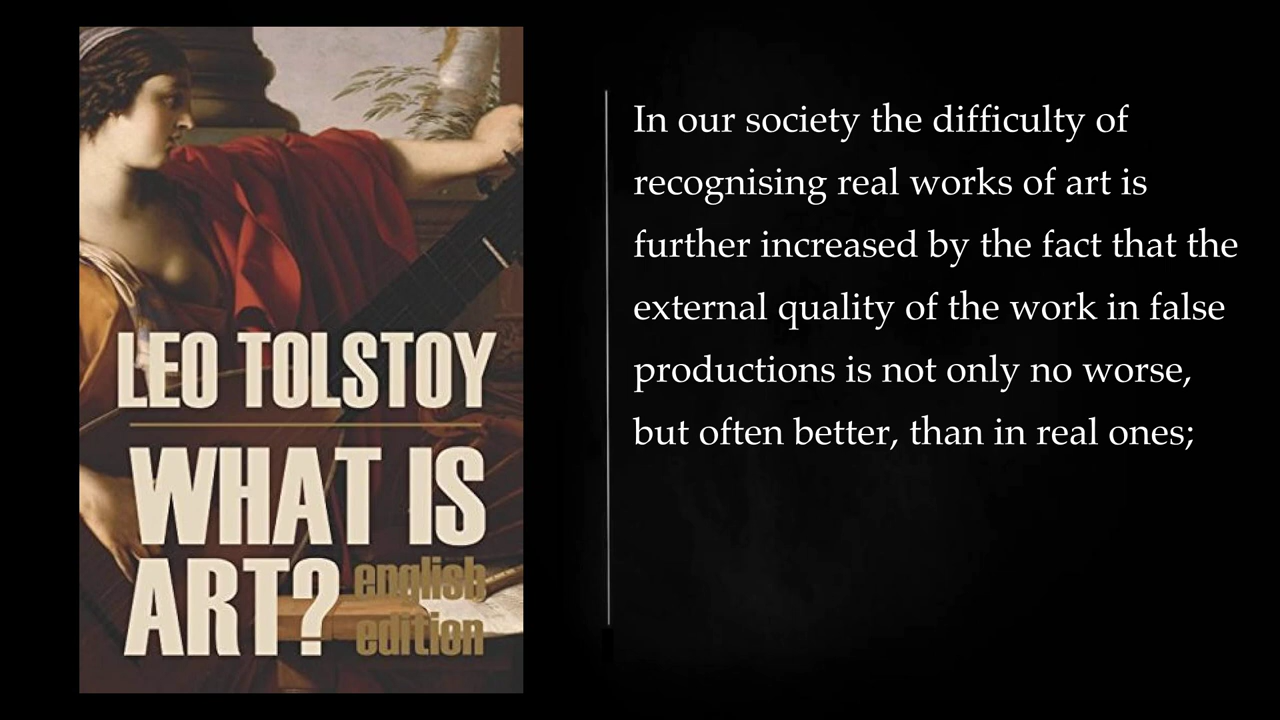 LEO TOLSTOY
WHAT IS
ART?
english
edition
In our society the difficulty of
recognising real works of art is
further increased by the fact that the
external quality of the work in false
productions is not only no worse,
but often better, than in real ones;